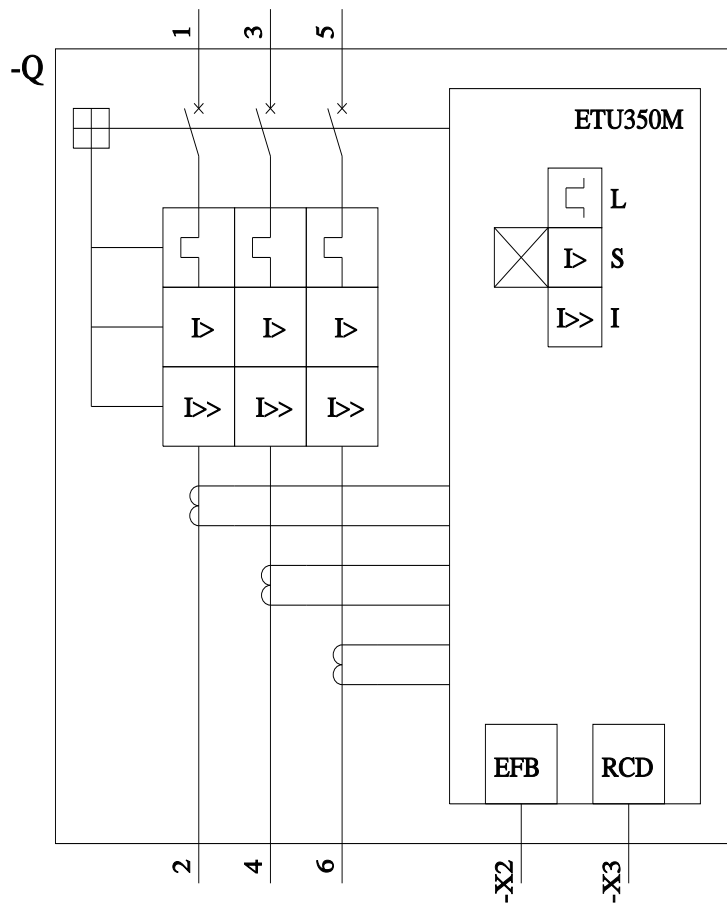 1 3 5
-Q
ETU350M
L
I> S
I>> I
I> I> I>
I>> I>> I>>
EFB RCD
2 4 6 -X2 -X3